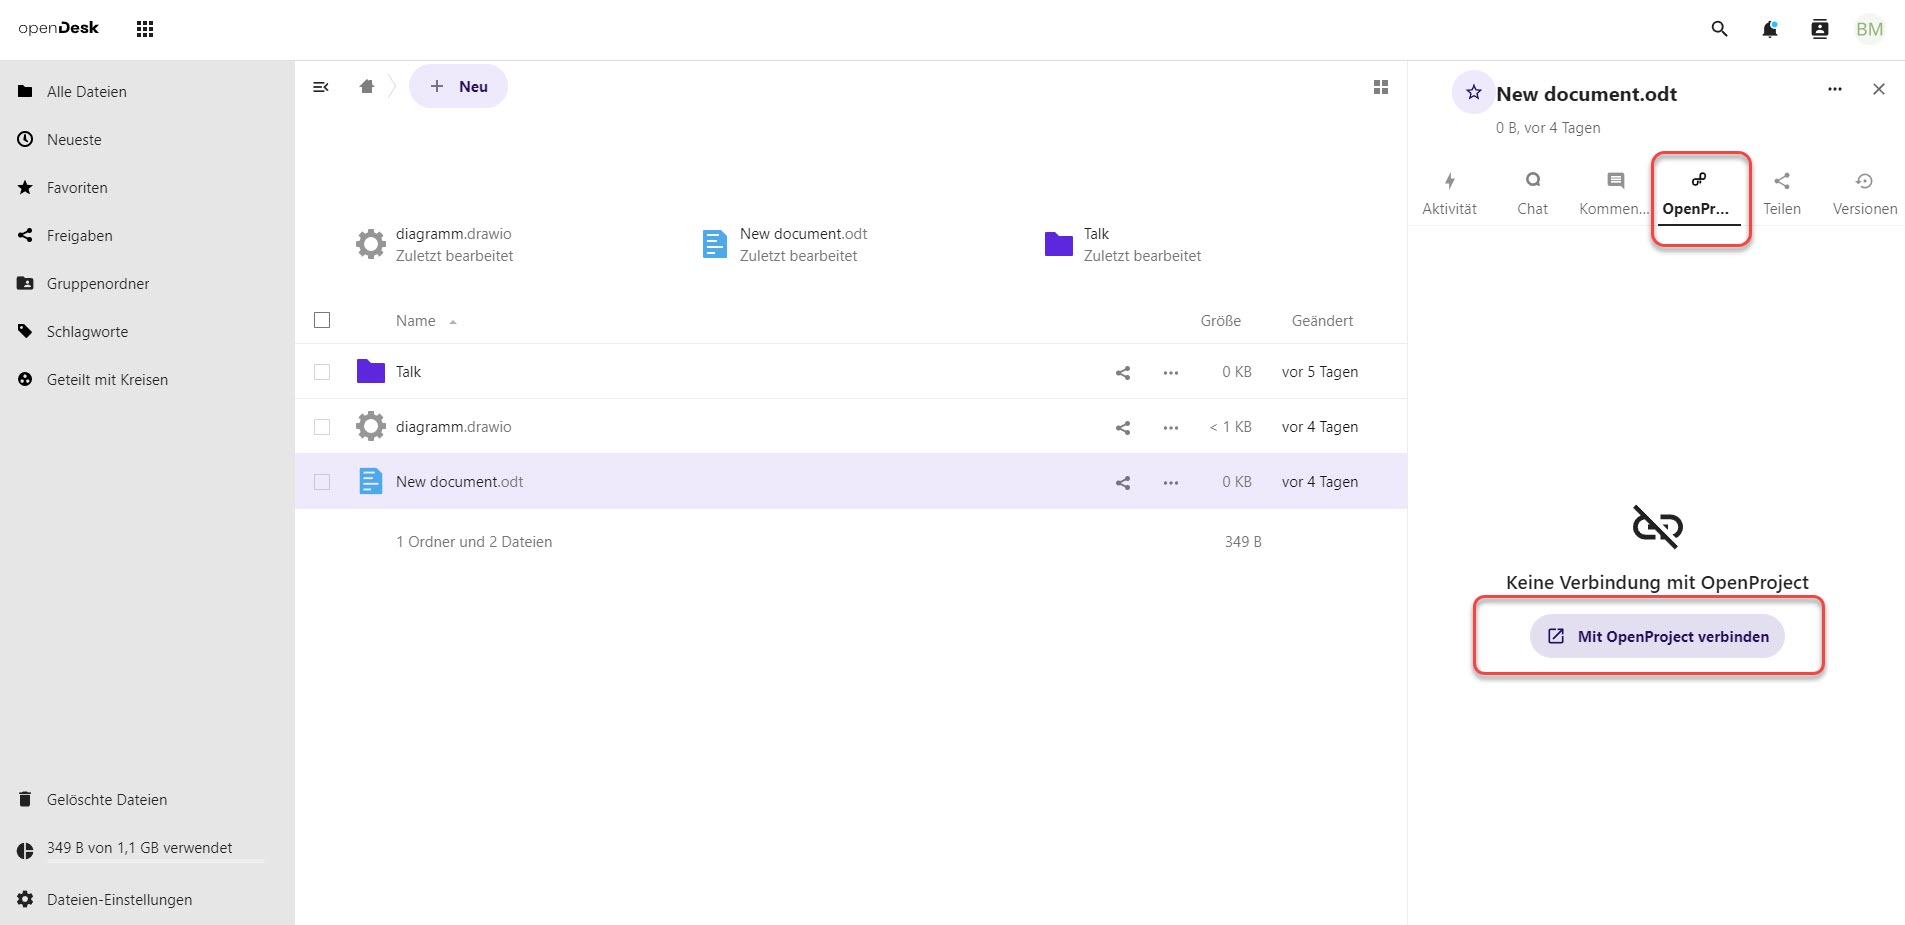 openDesk
BM
Alle Dateien
Neueste
Favoriten
Freigaben
Gruppenordner
Schlagworte
Geteilt mit Kreisen
Gelöschte Dateien
349 B von 1,1 GB verwendet
Dateien-Einstellungen
Neu
diagramm.drawio
Zuletzt bearbeitet
New document.odt
Zuletzt bearbeitet
Talk
Zuletzt bearbeitet
Name Größe Geändert
Talk 0 KB vor 5 Tagen
diagramm.drawio < 1 KB vor 4 Tagen
New document.odt 0 KB vor 4 Tagen
1 Ordner und 2 Dateien 349 B
New document.odt
0 B, vor 4 Tagen
Aktivität Chat Kommen... OpenPr... Teilen Versionen
Keine Verbindung mit OpenProject
Mit OpenProject verbinden